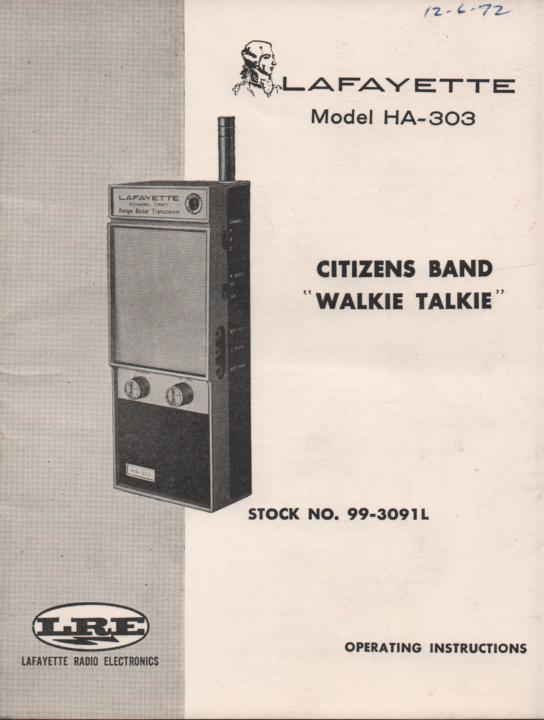 12-6-72
LAFAYETTE
Model HA-303
LAFAYETTE
Range Boost Transceiver
CITIZENS BAND
“WALKIE TALKIE”
HA-303
STOCK NO. 99-3091L
LRE
LAFAYETTE RADIO ELECTRONICS
OPERATING INSTRUCTIONS